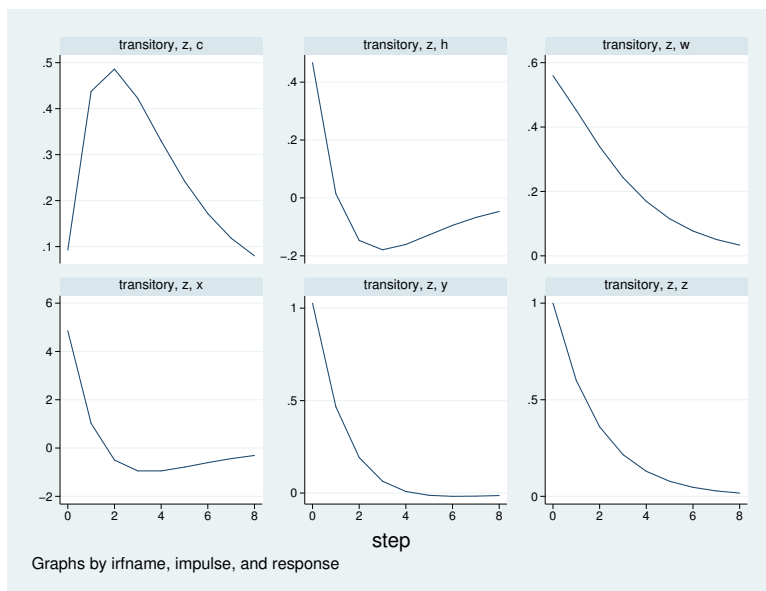 transitory, z, c
transitory, z, h
transitory, z, w
.5
.4
.3
.2
.1
.4
.2
0
−.2
.6
.4
.2
0
transitory, z, x
transitory, z, y
transitory, z, z
6
4
2
0
−2
1
.5
0
1
.5
0
0 2 4 6 8
0 2 4 6 8
0 2 4 6 8
step
Graphs by irfname, impulse, and response